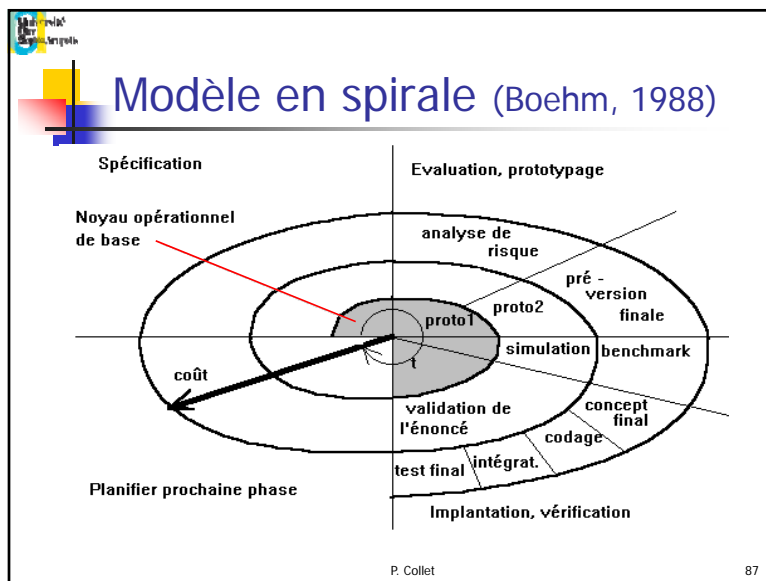 Université
Modèle en spirale (Boehm, 1988)
Spécification
Evaluation, prototypage
Noyau opérationnel
de base
analyse de
risque
pré -
version
finale
proto1
proto2
simulation
benchmark
t
coût
validation de
l'énoncé
concept
final
codage
intégrat.
test final
Planifier prochaine phase
Implantation, vérification
P. Collet
87